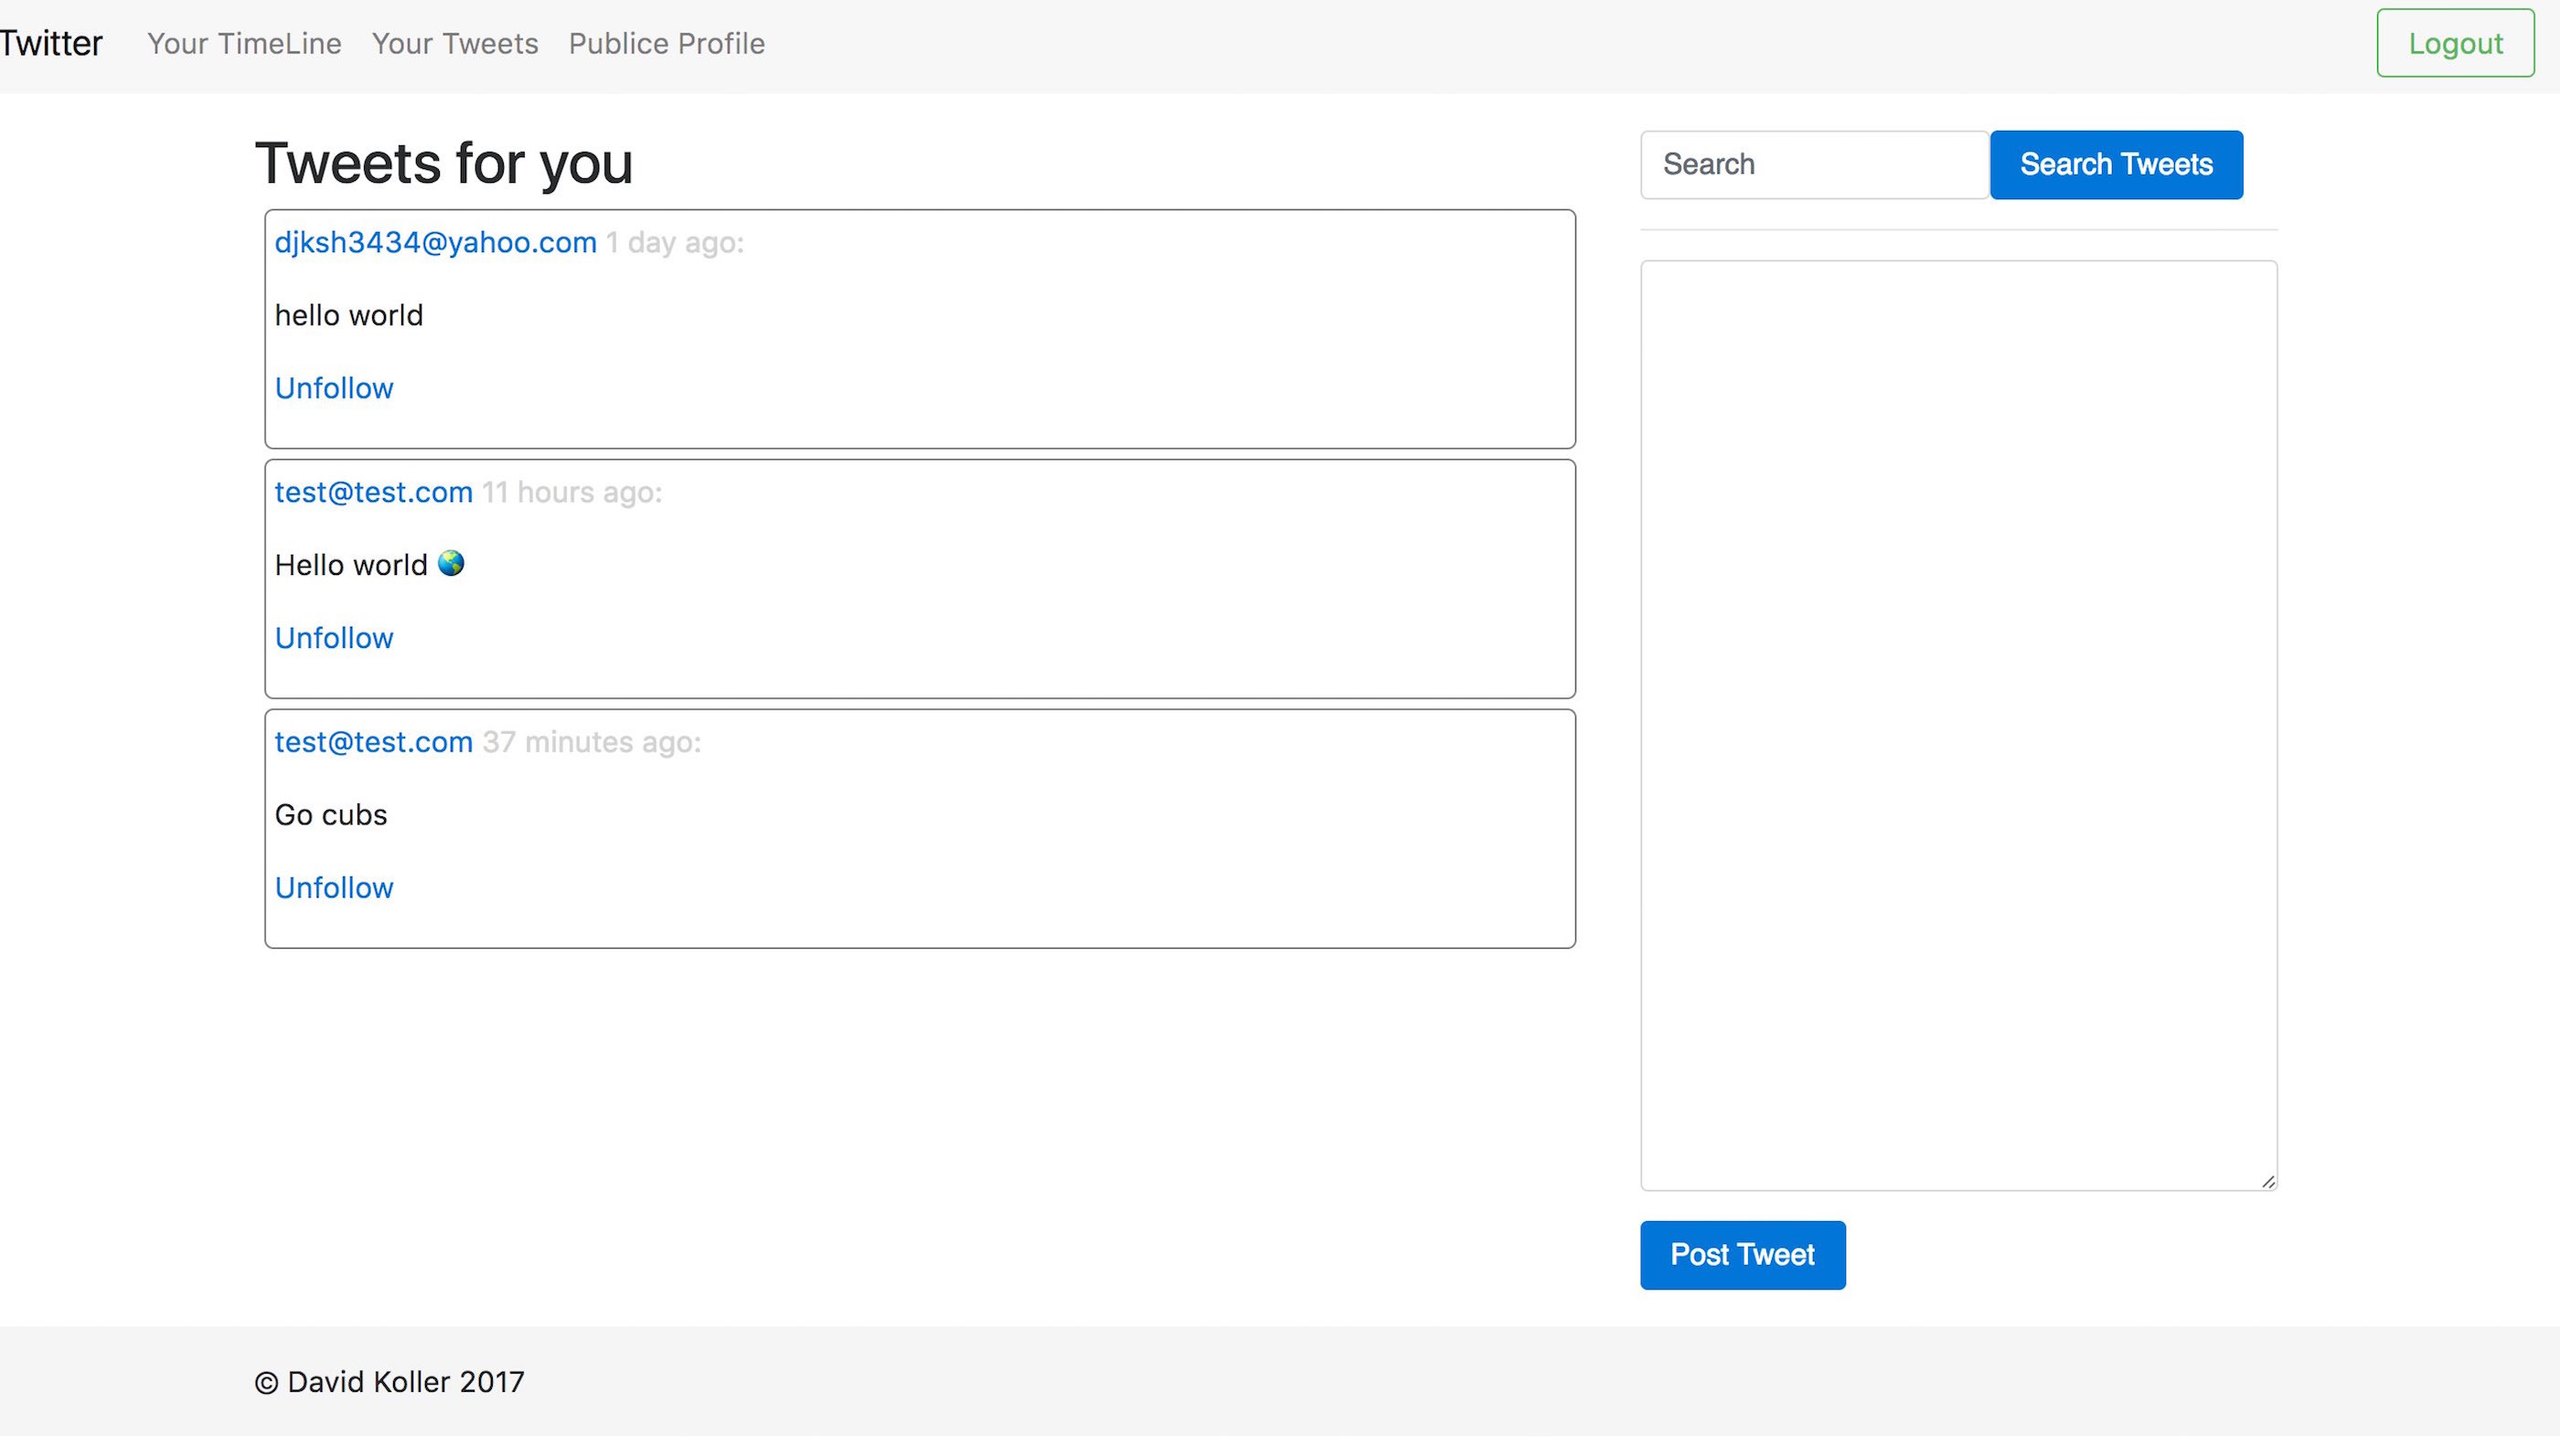 Twitter Your TimeLine Your Tweets Publice Profile Logout
Tweets for you
djksh3434@yahoo.com 1 day ago:
hello world
Unfollow
test@test.com 11 hours ago:
Hello world 🌎
Unfollow
test@test.com 37 minutes ago:
Go cubs
Unfollow
Search Search Tweets
Post Tweet
© David Koller 2017